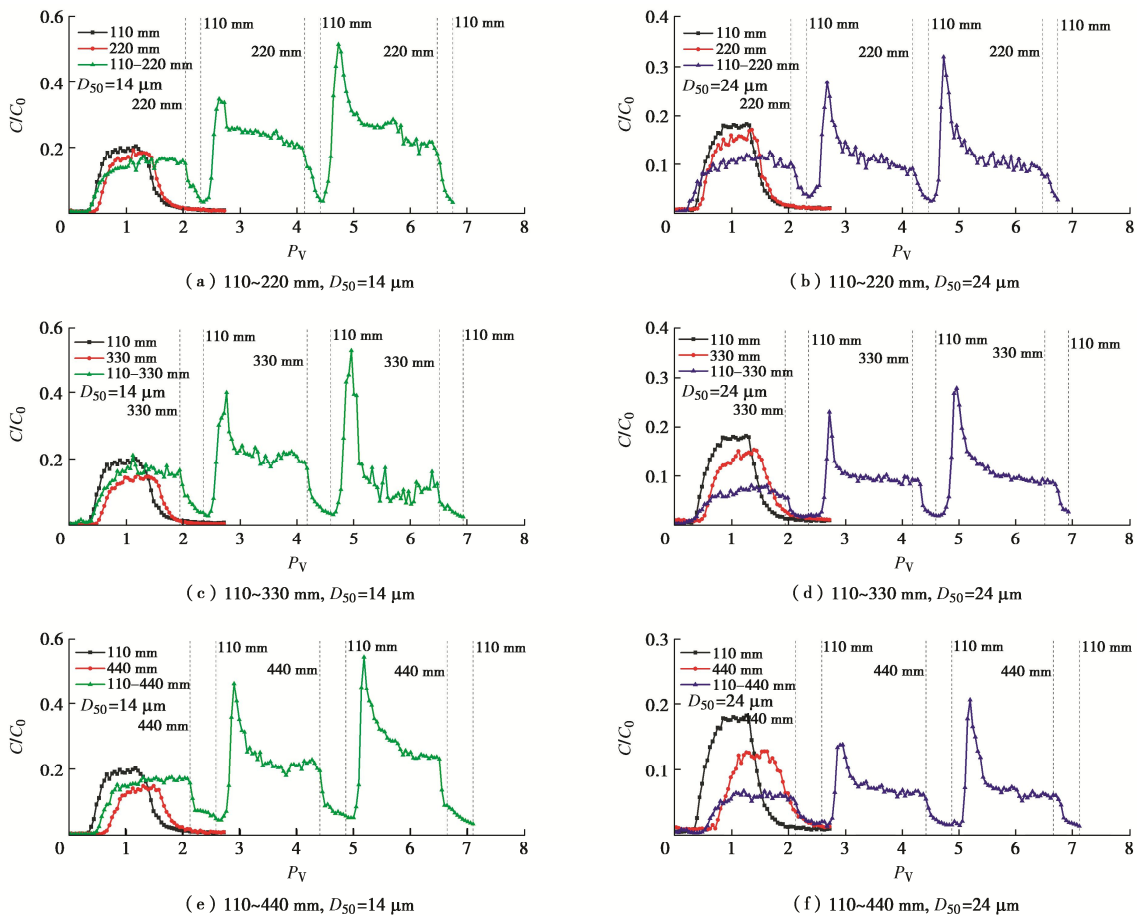 0.6
0.4
0.2
0
C/C₀
110 mm
220 mm
110−220 mm
D₅₀=14 μm
220 mm
110 mm
220 mm
110 mm
220 mm
110 mm
0 1 2 3 4 5 6 7 8
P_V
(a) 110~220 mm, D₅₀=14 μm
0.4
0.3
0.2
0.1
0
C/C₀
110 mm
220 mm
110−220 mm
D₅₀=24 μm
220 mm
110 mm
220 mm
110 mm
220 mm
110 mm
0 1 2 3 4 5 6 7 8
P_V
(b) 110~220 mm, D₅₀=24 μm
0.6
0.4
0.2
0
C/C₀
110 mm
330 mm
110−330 mm
D₅₀=14 μm
330 mm
110 mm
330 mm
110 mm
330 mm
110 mm
0 1 2 3 4 5 6 7 8
P_V
(c) 110~330 mm, D₅₀=14 μm
0.4
0.3
0.2
0.1
0
C/C₀
110 mm
330 mm
110−330 mm
D₅₀=24 μm
330 mm
110 mm
330 mm
110 mm
330 mm
110 mm
0 1 2 3 4 5 6 7 8
P_V
(d) 110~330 mm, D₅₀=24 μm
0.6
0.4
0.2
0
C/C₀
110 mm
440 mm
110−440 mm
D₅₀=14 μm
440 mm
110 mm
440 mm
110 mm
440 mm
110 mm
0 1 2 3 4 5 6 7 8
P_V
(e) 110~440 mm, D₅₀=14 μm
0.3
0.2
0.1
0
C/C₀
110 mm
440 mm
110−440 mm
D₅₀=24 μm
440 mm
110 mm
440 mm
110 mm
440 mm
110 mm
0 1 2 3 4 5 6 7 8
P_V
(f) 110~440 mm, D₅₀=24 μm